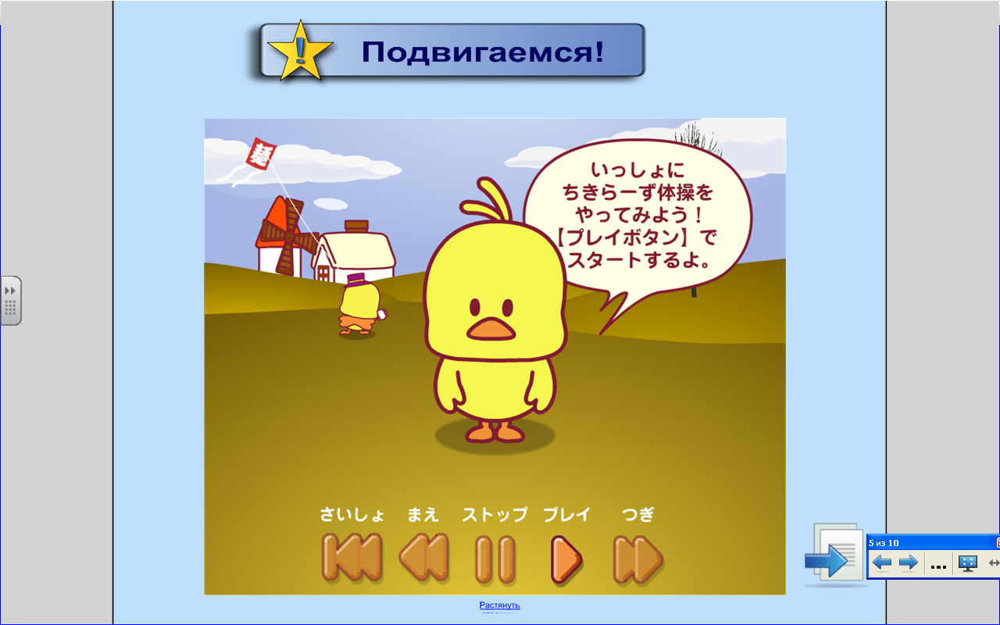 Подвигаемся!
麺
いっしょに
ちきらーず体操を
やってみよう！
【プレイボタン】で
スタートするよ。
さいしょ まえ ストップ プレイ つぎ
Растянуть
5 из 10